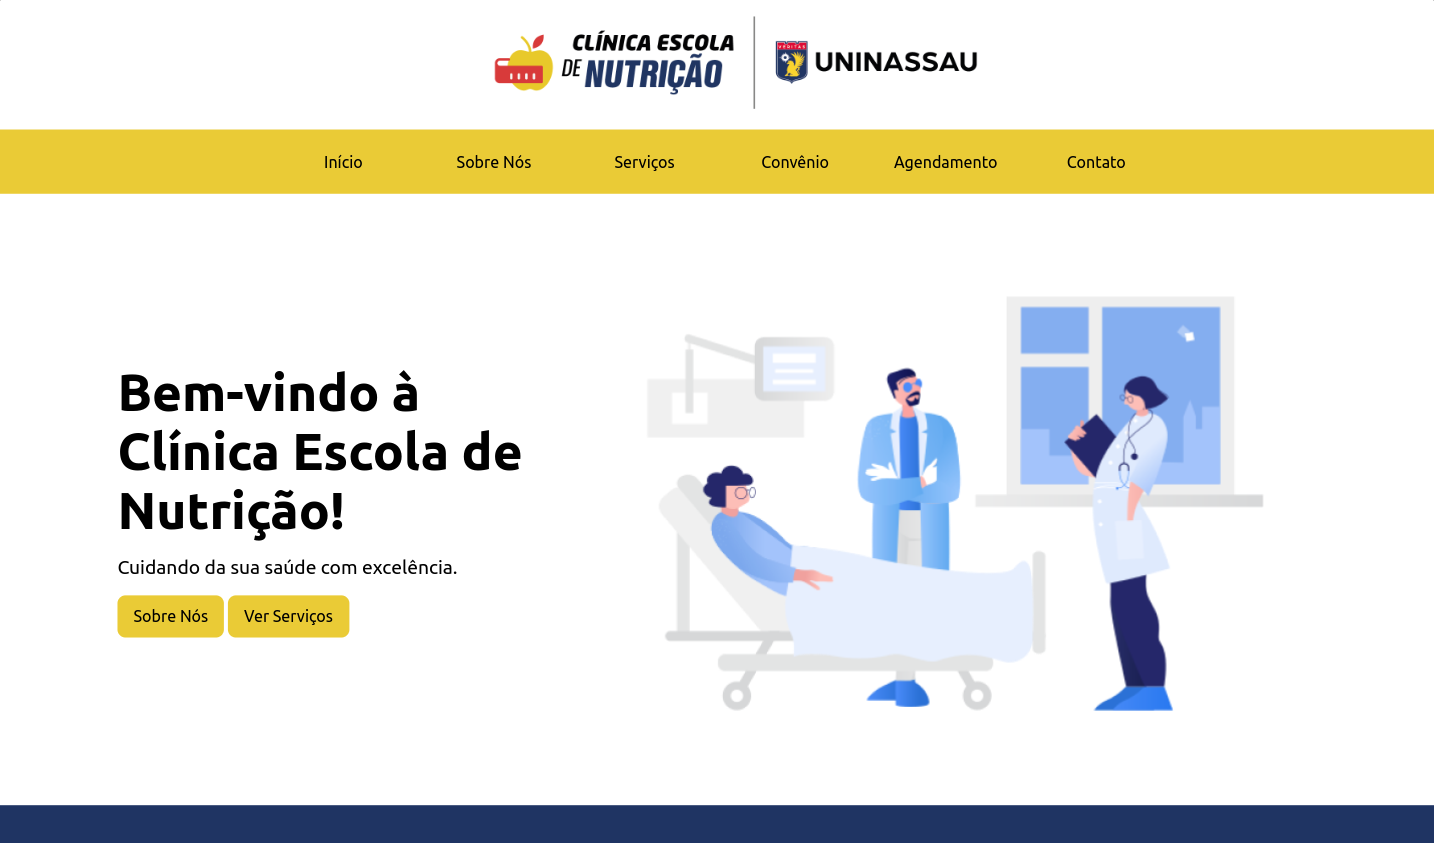 CLÍNICA ESCOLA
DE NUTRIÇÃO
VERITAS
UNINASSAU
Início Sobre Nós Serviços Convênio Agendamento Contato
Bem-vindo à
Clínica Escola de
Nutrição!
Cuidando da sua saúde com excelência.
Sobre Nós Ver Serviços